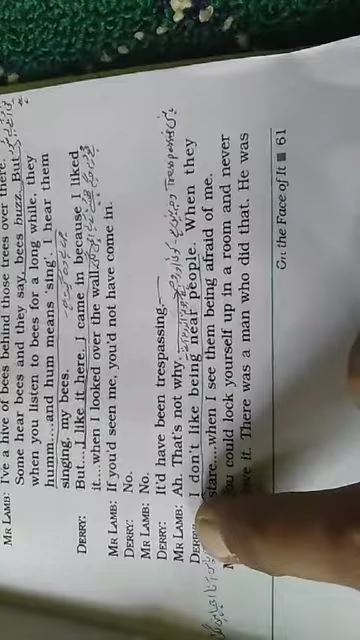 MR LAMB: I've a hive of bees behind those trees over there.
Some hear bees and they say, bees buzz. But
when you listen to bees for a long while, they
humm....and hum means 'sing'. I hear them
singing, my bees.
DERRY: But....I like it here. I came in because I liked
it....when I looked over the wall.
MR LAMB: If you'd seen me, you'd not have come in.
DERRY: No.
MR LAMB: No.
DERRY: It'd have been trespassing.
MR LAMB: Ah. That's not why.
I don't like being near people. When they
stare....when I see them being afraid of me.
could lock yourself up in a room and never
it. There was a man who did that. He was
On the Face of It ■ 61